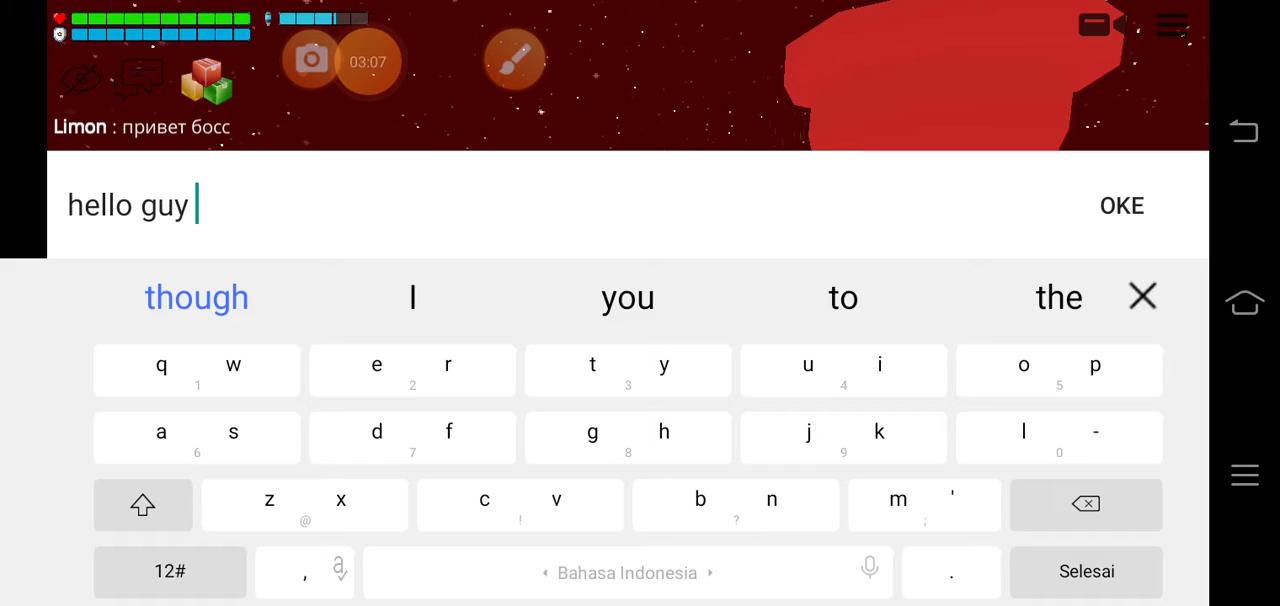 03:07
Limon : привет босс
hello guy
OKE
though I you to the
q w e r t y u i o p
1 2 3 4 5
a s d f g h j k l -
6 7 8 9 0
z x c v b n m '
@ ! ? ;
12# , a Bahasa Indonesia . Selesai